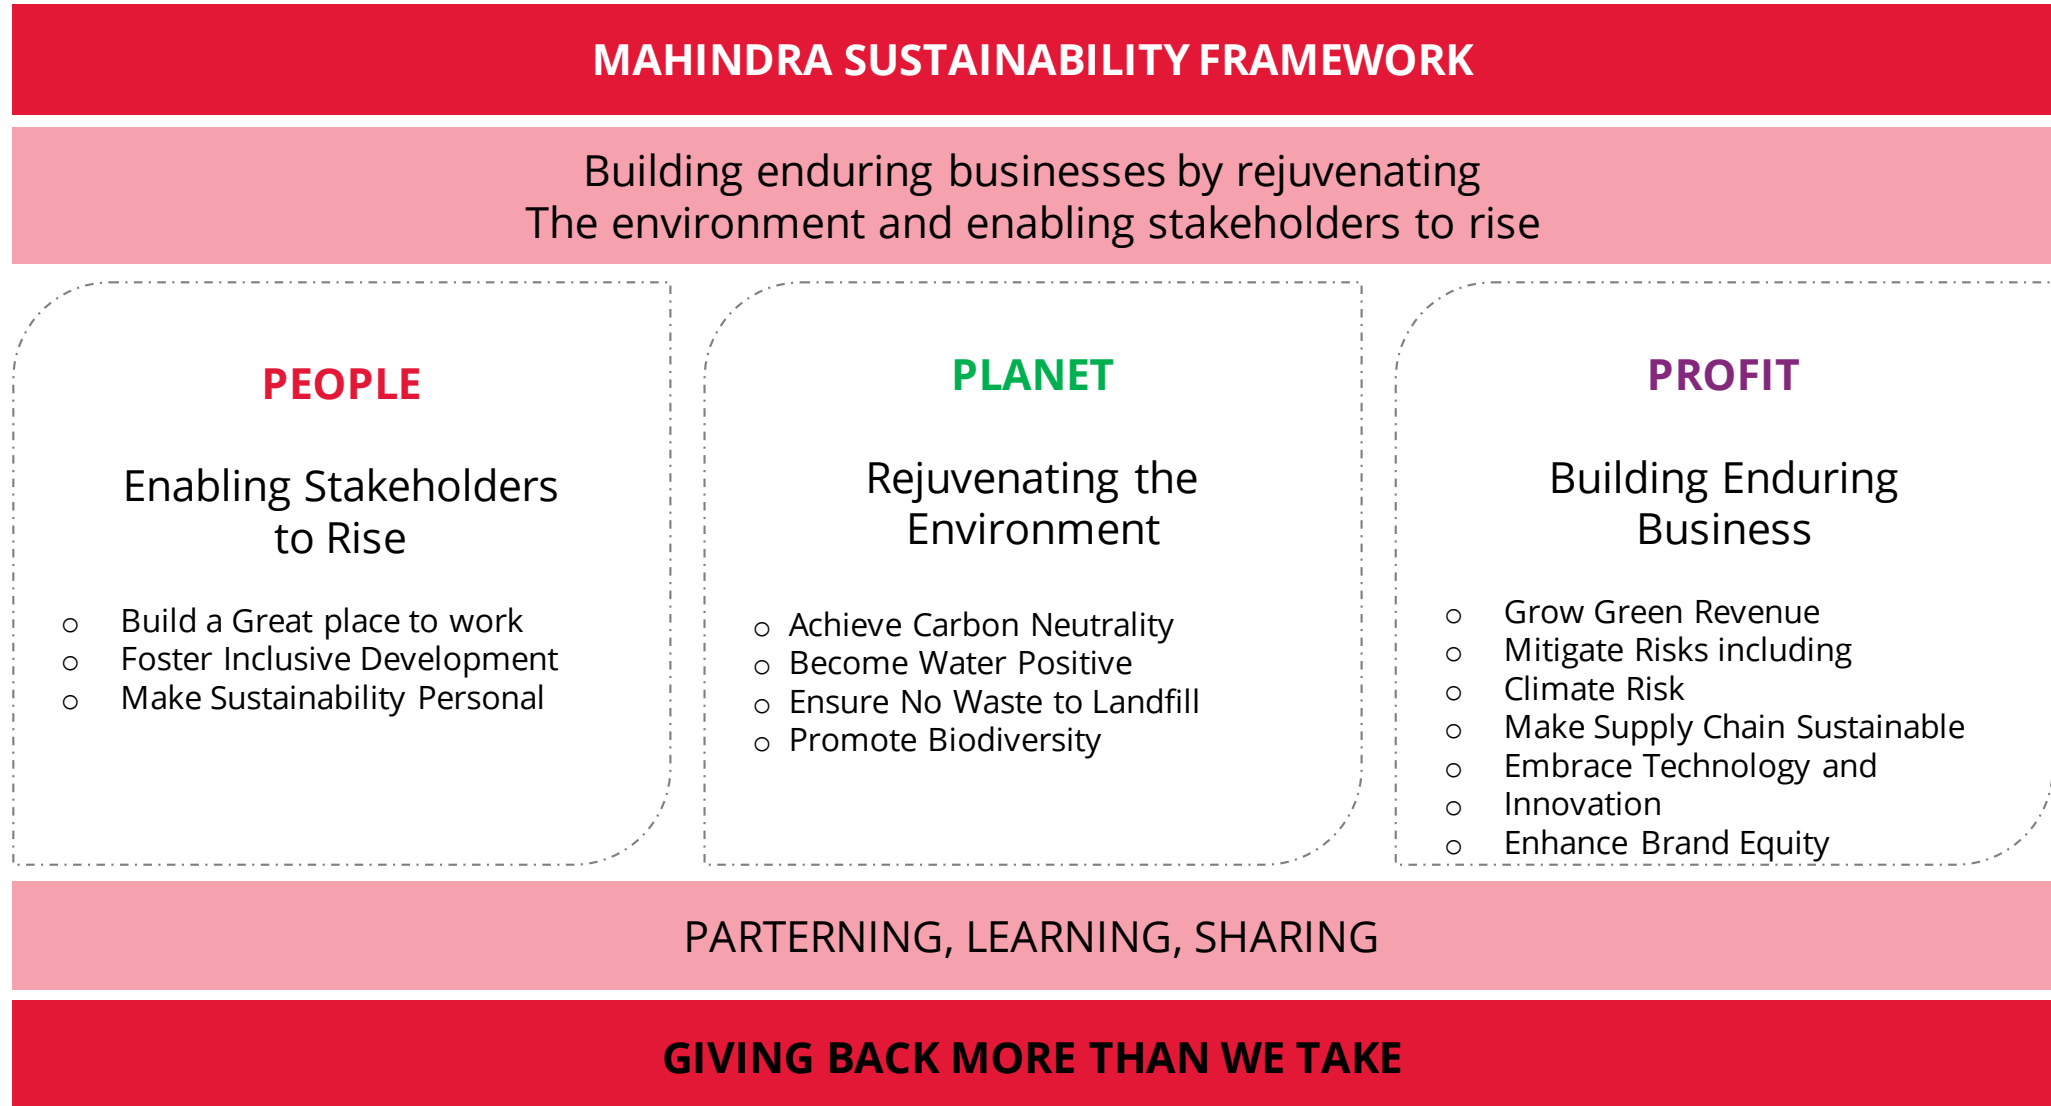 MAHINDRA SUSTAINABILITY FRAMEWORK
Building enduring businesses by rejuvenating
The environment and enabling stakeholders to rise
PEOPLE
Enabling Stakeholders
to Rise
Build a Great place to work
Foster Inclusive Development
Make Sustainability Personal
PLANET
Rejuvenating the
Environment
Achieve Carbon Neutrality
Become Water Positive
Ensure No Waste to Landfill
Promote Biodiversity
PROFIT
Building Enduring
Business
Grow Green Revenue
Mitigate Risks including
Climate Risk
Make Supply Chain Sustainable
Embrace Technology and
Innovation
Enhance Brand Equity
PARTERNING, LEARNING, SHARING
GIVING BACK MORE THAN WE TAKE